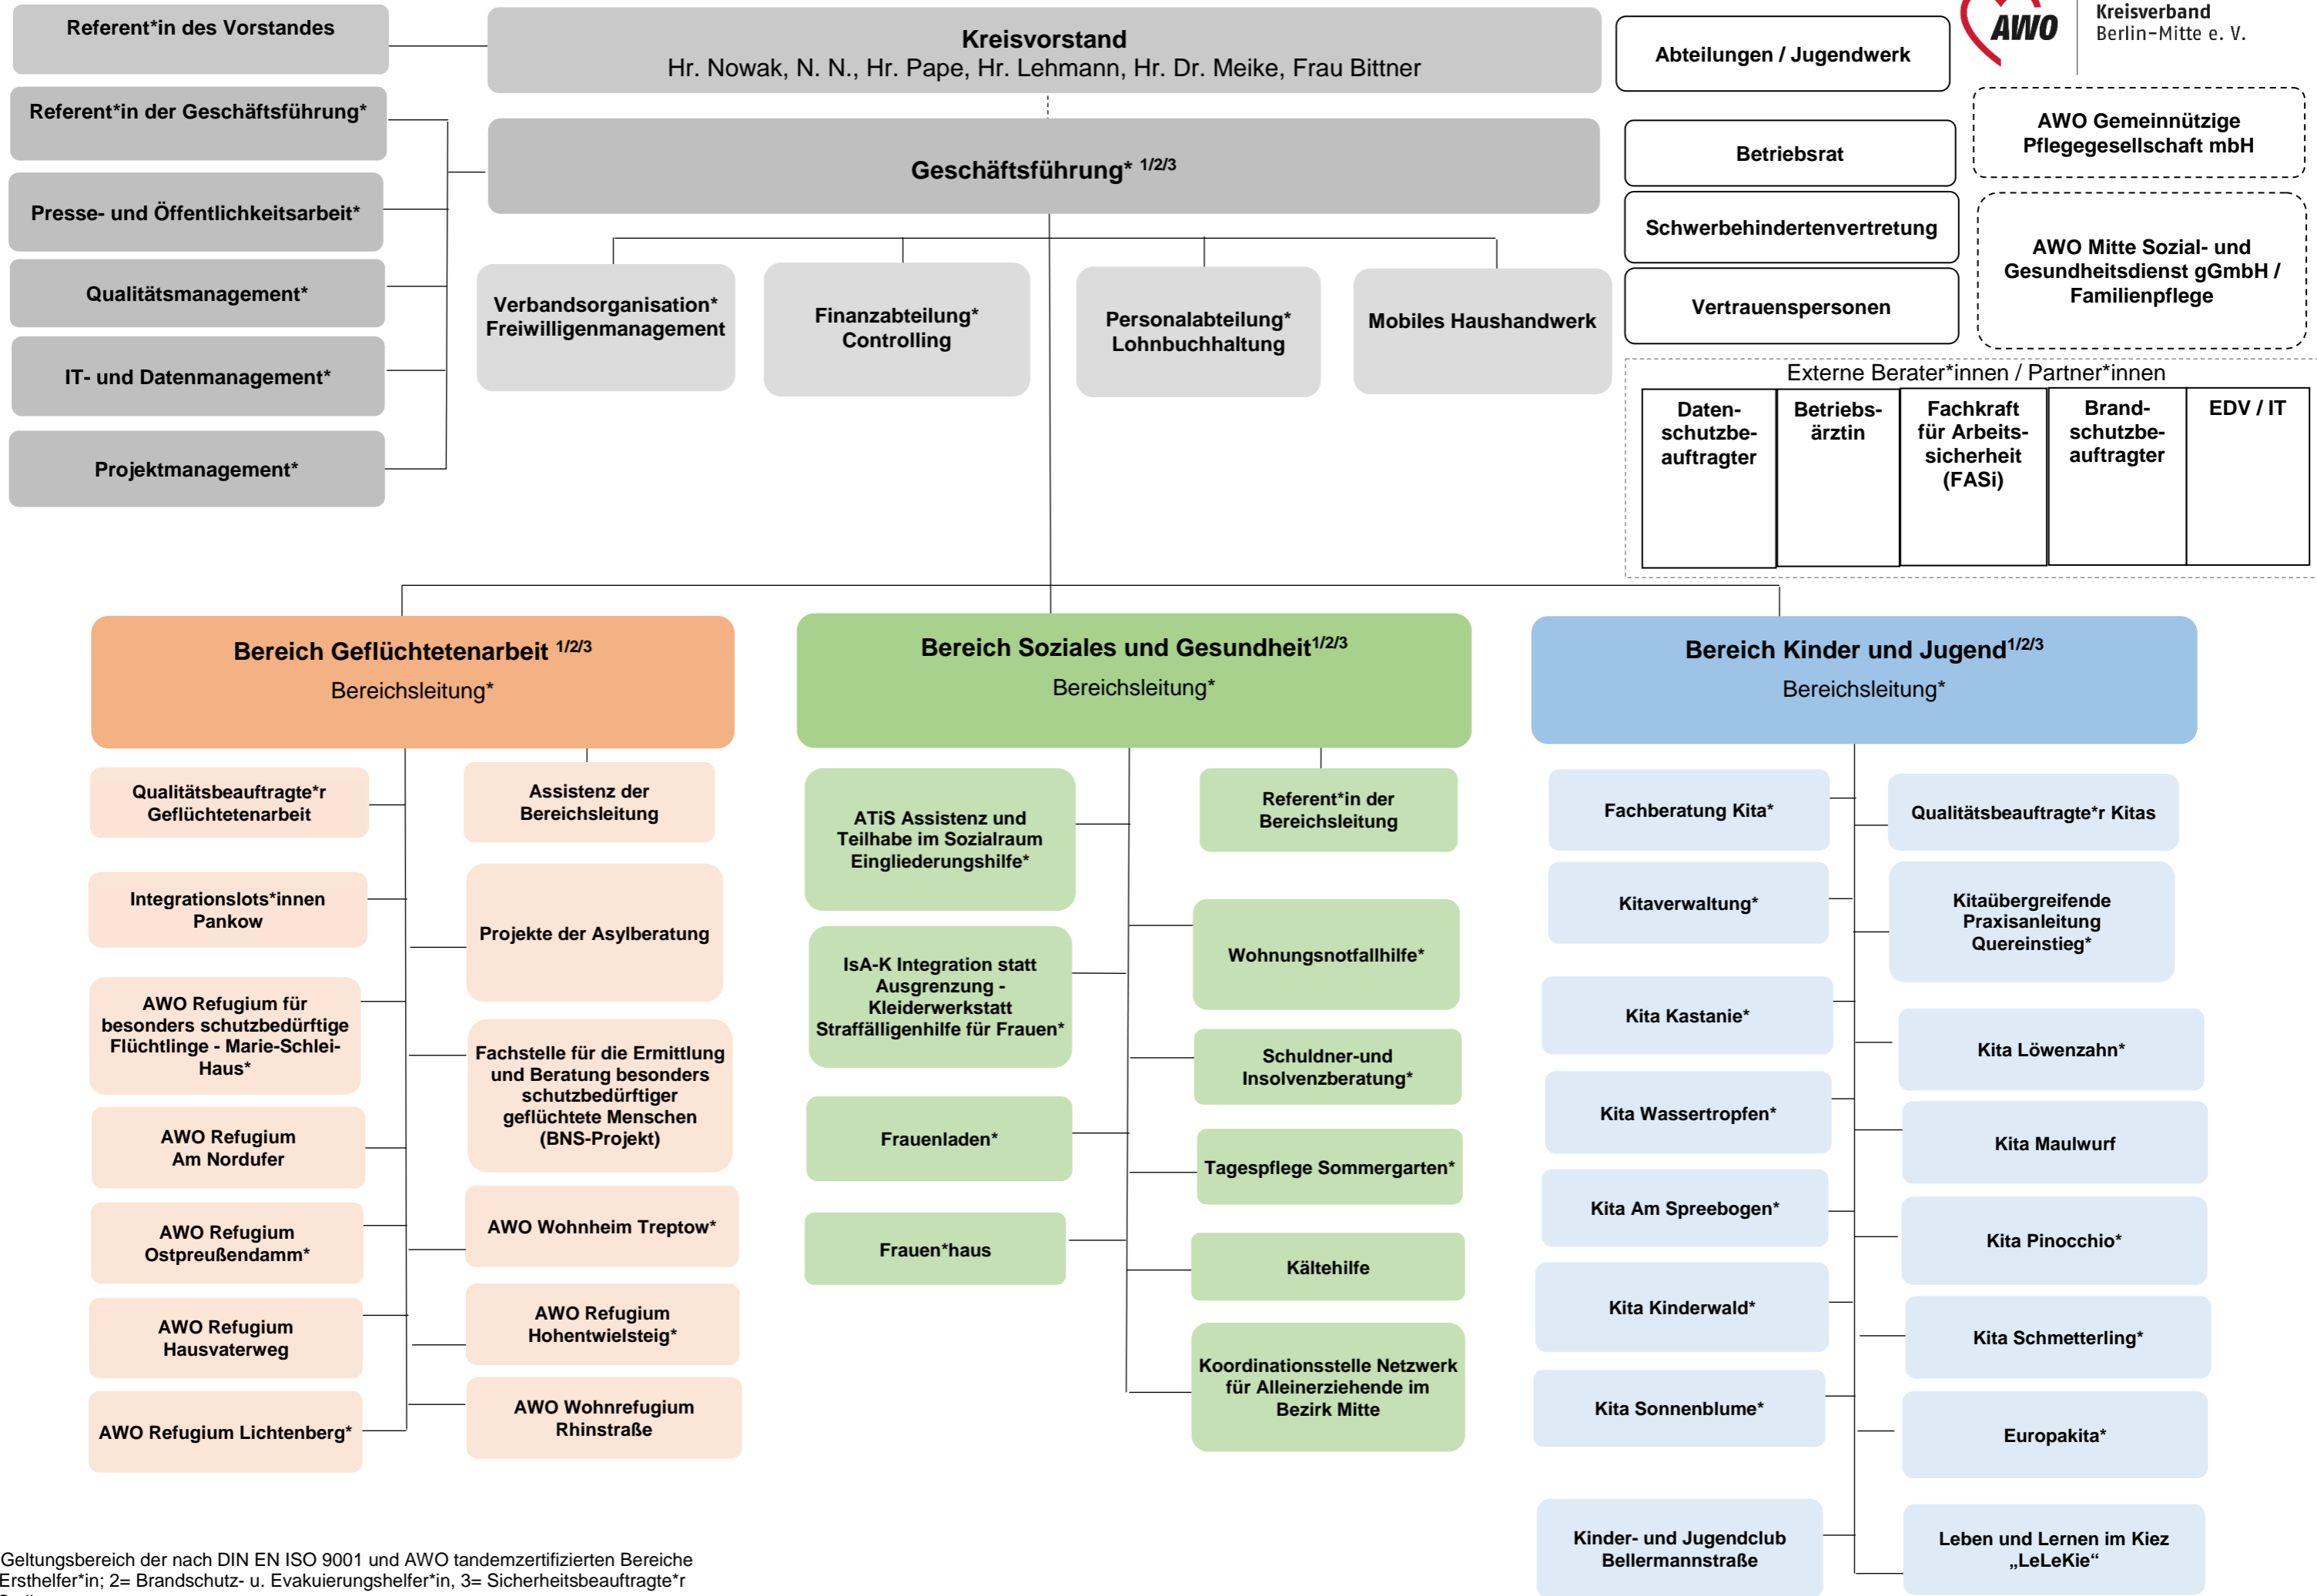 Referent*in des Vorstandes
Kreisvorstand
Hr. Nowak, N. N., Hr. Pape, Hr. Lehmann, Hr. Dr. Meike, Frau Bittner
Abteilungen / Jugendwerk
AWO
Kreisverband
Berlin-Mitte e. V.
Referent*in der Geschäftsführung*
Presse- und Öffentlichkeitsarbeit*
Qualitätsmanagement*
IT- und Datenmanagement*
Projektmanagement*
Geschäftsführung* 1/2/3
Betriebsrat
Schwerbehindertenvertretung
Vertrauenspersonen
AWO Gemeinnützige
Pflegegesellschaft mbH
AWO Mitte Sozial- und
Gesundheitsdienst gGmbH /
Familienpflege
Verbandsorganisation*
Freiwilligenmanagement
Finanzabteilung*
Controlling
Personalabteilung*
Lohnbuchhaltung
Mobiles Haushandwerk
Externe Berater*innen / Partner*innen
Daten-
schutzbe-
auftragter
Betriebs-
ärztin
Fachkraft
für Arbeits-
sicherheit
(FASi)
Brand-
schutzbe-
auftragter
EDV / IT
Bereich Geflüchtetenarbeit 1/2/3
Bereichsleitung*
Qualitätsbeauftragte*r
Geflüchtetenarbeit
Assistenz der
Bereichsleitung
Integrationslots*innen
Pankow
Projekte der Asylberatung
AWO Refugium für
besonders schutzbedürftige
Flüchtlinge - Marie-Schlei-
Haus*
Fachstelle für die Ermittlung
und Beratung besonders
schutzbedürftiger
geflüchtete Menschen
(BNS-Projekt)
AWO Refugium
Am Nordufer
AWO Refugium
Ostpreußendamm*
AWO Wohnheim Treptow*
AWO Refugium
Hausvaterweg
AWO Refugium
Hohentwielsteig*
AWO Refugium Lichtenberg*
AWO Wohnrefugium
Rhinstraße
Bereich Soziales und Gesundheit1/2/3
Bereichsleitung*
ATiS Assistenz und
Teilhabe im Sozialraum
Eingliederungshilfe*
Referent*in der
Bereichsleitung
IsA-K Integration statt
Ausgrenzung -
Kleiderwerkstatt
Straffälligenhilfe für Frauen*
Wohnungsnotfallhilfe*
Schuldner-und
Insolvenzberatung*
Frauenladen*
Tagespflege Sommergarten*
Frauen*haus
Kältehilfe
Koordinationsstelle Netzwerk
für Alleinerziehende im
Bezirk Mitte
Bereich Kinder und Jugend1/2/3
Bereichsleitung*
Fachberatung Kita*
Qualitätsbeauftragte*r Kitas
Kitaverwaltung*
Kitaübergreifende
Praxisanleitung
Quereinstieg*
Kita Kastanie*
Kita Löwenzahn*
Kita Wassertropfen*
Kita Maulwurf
Kita Am Spreebogen*
Kita Pinocchio*
Kita Kinderwald*
Kita Schmetterling*
Kita Sonnenblume*
Europakita*
Kinder- und Jugendclub
Bellermannstraße
Leben und Lernen im Kiez
„LeLeKie“
Geltungsbereich der nach DIN EN ISO 9001 und AWO tandemzertifizierten Bereiche
Ersthelfer*in; 2= Brandschutz- u. Evakuierungshelfer*in, 3= Sicherheitsbeauftragte*r